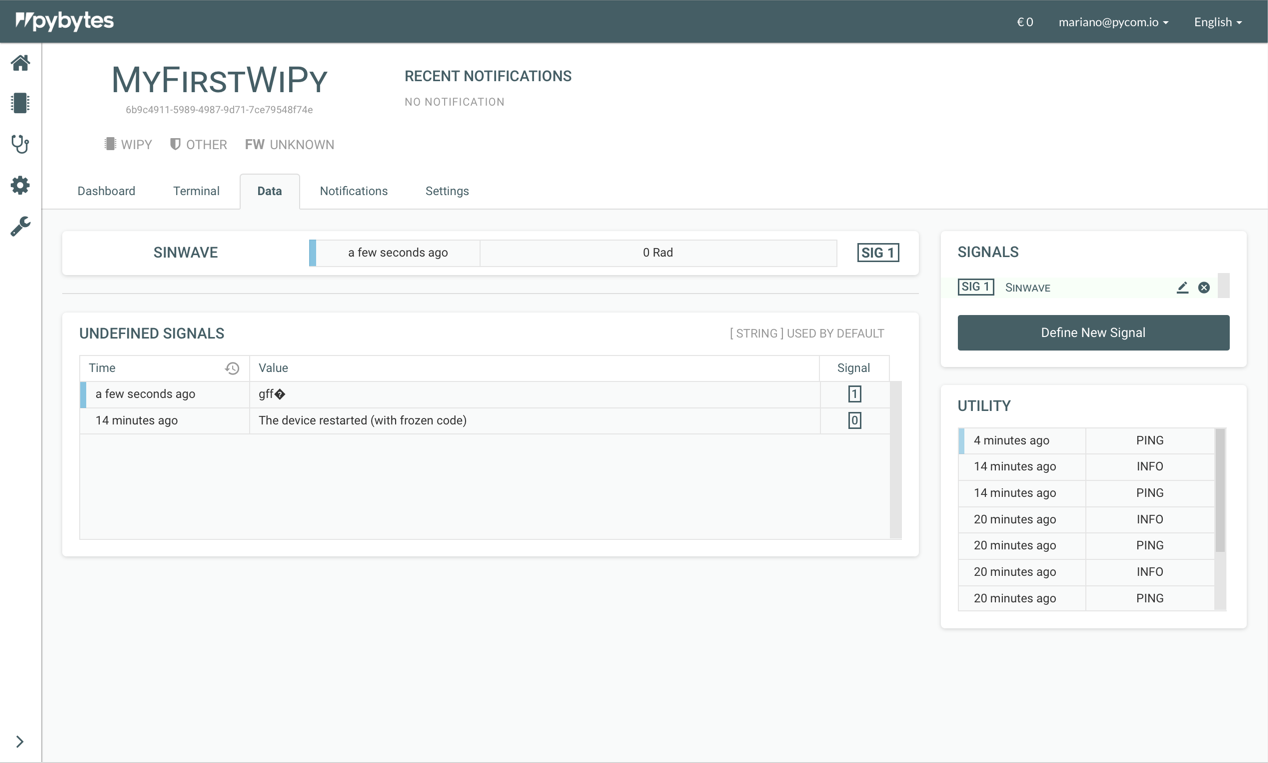 pybytes
€ 0 mariano@pycom.io English
MyFirstWiPy
6b9c4911-5989-4987-9d71-7ce79548f74e
WIPY OTHER FW UNKNOWN
RECENT NOTIFICATIONS
NO NOTIFICATION
Dashboard Terminal Data Notifications Settings
SINWAVE a few seconds ago 0 Rad SIG 1
UNDEFINED SIGNALS [ STRING ] USED BY DEFAULT
Time Value Signal
a few seconds ago gff� 1
14 minutes ago The device restarted (with frozen code) 0
SIGNALS
SIG 1 Sinwave
Define New Signal
UTILITY
4 minutes ago PING
14 minutes ago INFO
14 minutes ago PING
20 minutes ago INFO
20 minutes ago PING
20 minutes ago INFO
20 minutes ago PING